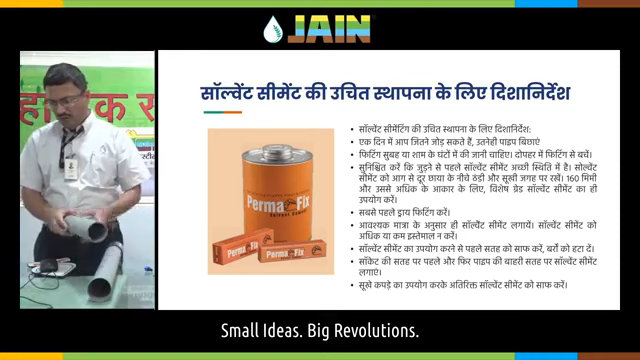 JAIN
सॉल्वेंट सीमेंट की उचित स्थापना के लिए दिशानिर्देश
सॉल्वेंट सीमेंटिंग की उचित स्थापना के लिए दिशानिर्देश:
एक दिन में आप जितने जोड़ सकते हैं, उतनेही पाइप बिछाएं
फिटिंग सुबह या शाम के घंटों में की जानी चाहिए। दोपहर में फिटिंग से बचें।
सुनिश्चित करें कि जुड़ने से पहले सॉल्वेंट सीमेंट अच्छी स्थिति में है। सोल्वेंट
सीमेंट को आग से दूर छाया के नीचे ठंडी और सूखी जगह पर रखें। 160 मिमी
और उससे अधिक के आकार के लिए, विशेष ग्रेड सॉल्वेंट सीमेंट का ही
उपयोग करें
सबसे पहले ड्राय फिटिंग करें।
आवश्यक मात्रा के अनुसार ही सॉल्वेंट सीमेंट लगायें। सॉल्वेंट सीमेंट को
अधिक या कम इस्तेमाल न करें।
सॉल्वेंट सीमेंट का उपयोग करने से पहले सतह को साफ करें, बर्रों को हटा दें।
सॉकेट की सतह पर पहले और फिर पाइप की बाहरी सतह पर सॉल्वेंट सीमेंट
लगाएं।
सूखे कपड़े का उपयोग करके अतिरिक्त सॉल्वेंट सीमेंट को साफ करें।
Perma-Fix
Solvent Cement
Perma-Fix
Perma-Fix
Small Ideas. Big Revolutions.